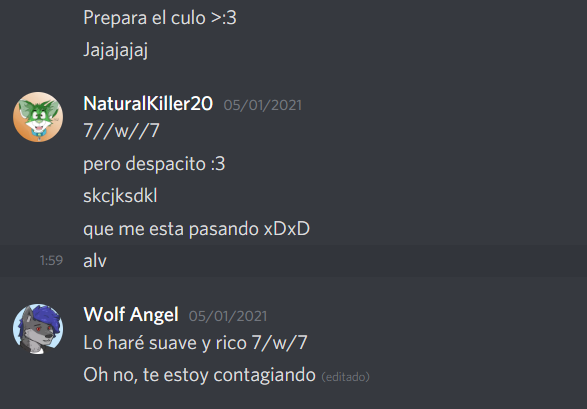 Prepara el culo >:3
Jajajajaj
NaturalKiller20 05/01/2021
7//w//7
pero despacito :3
skcjksdkl
que me esta pasando xDxD
1:59 alv
Wolf Angel 05/01/2021
Lo haré suave y rico 7/w/7
Oh no, te estoy contagiando (editado)